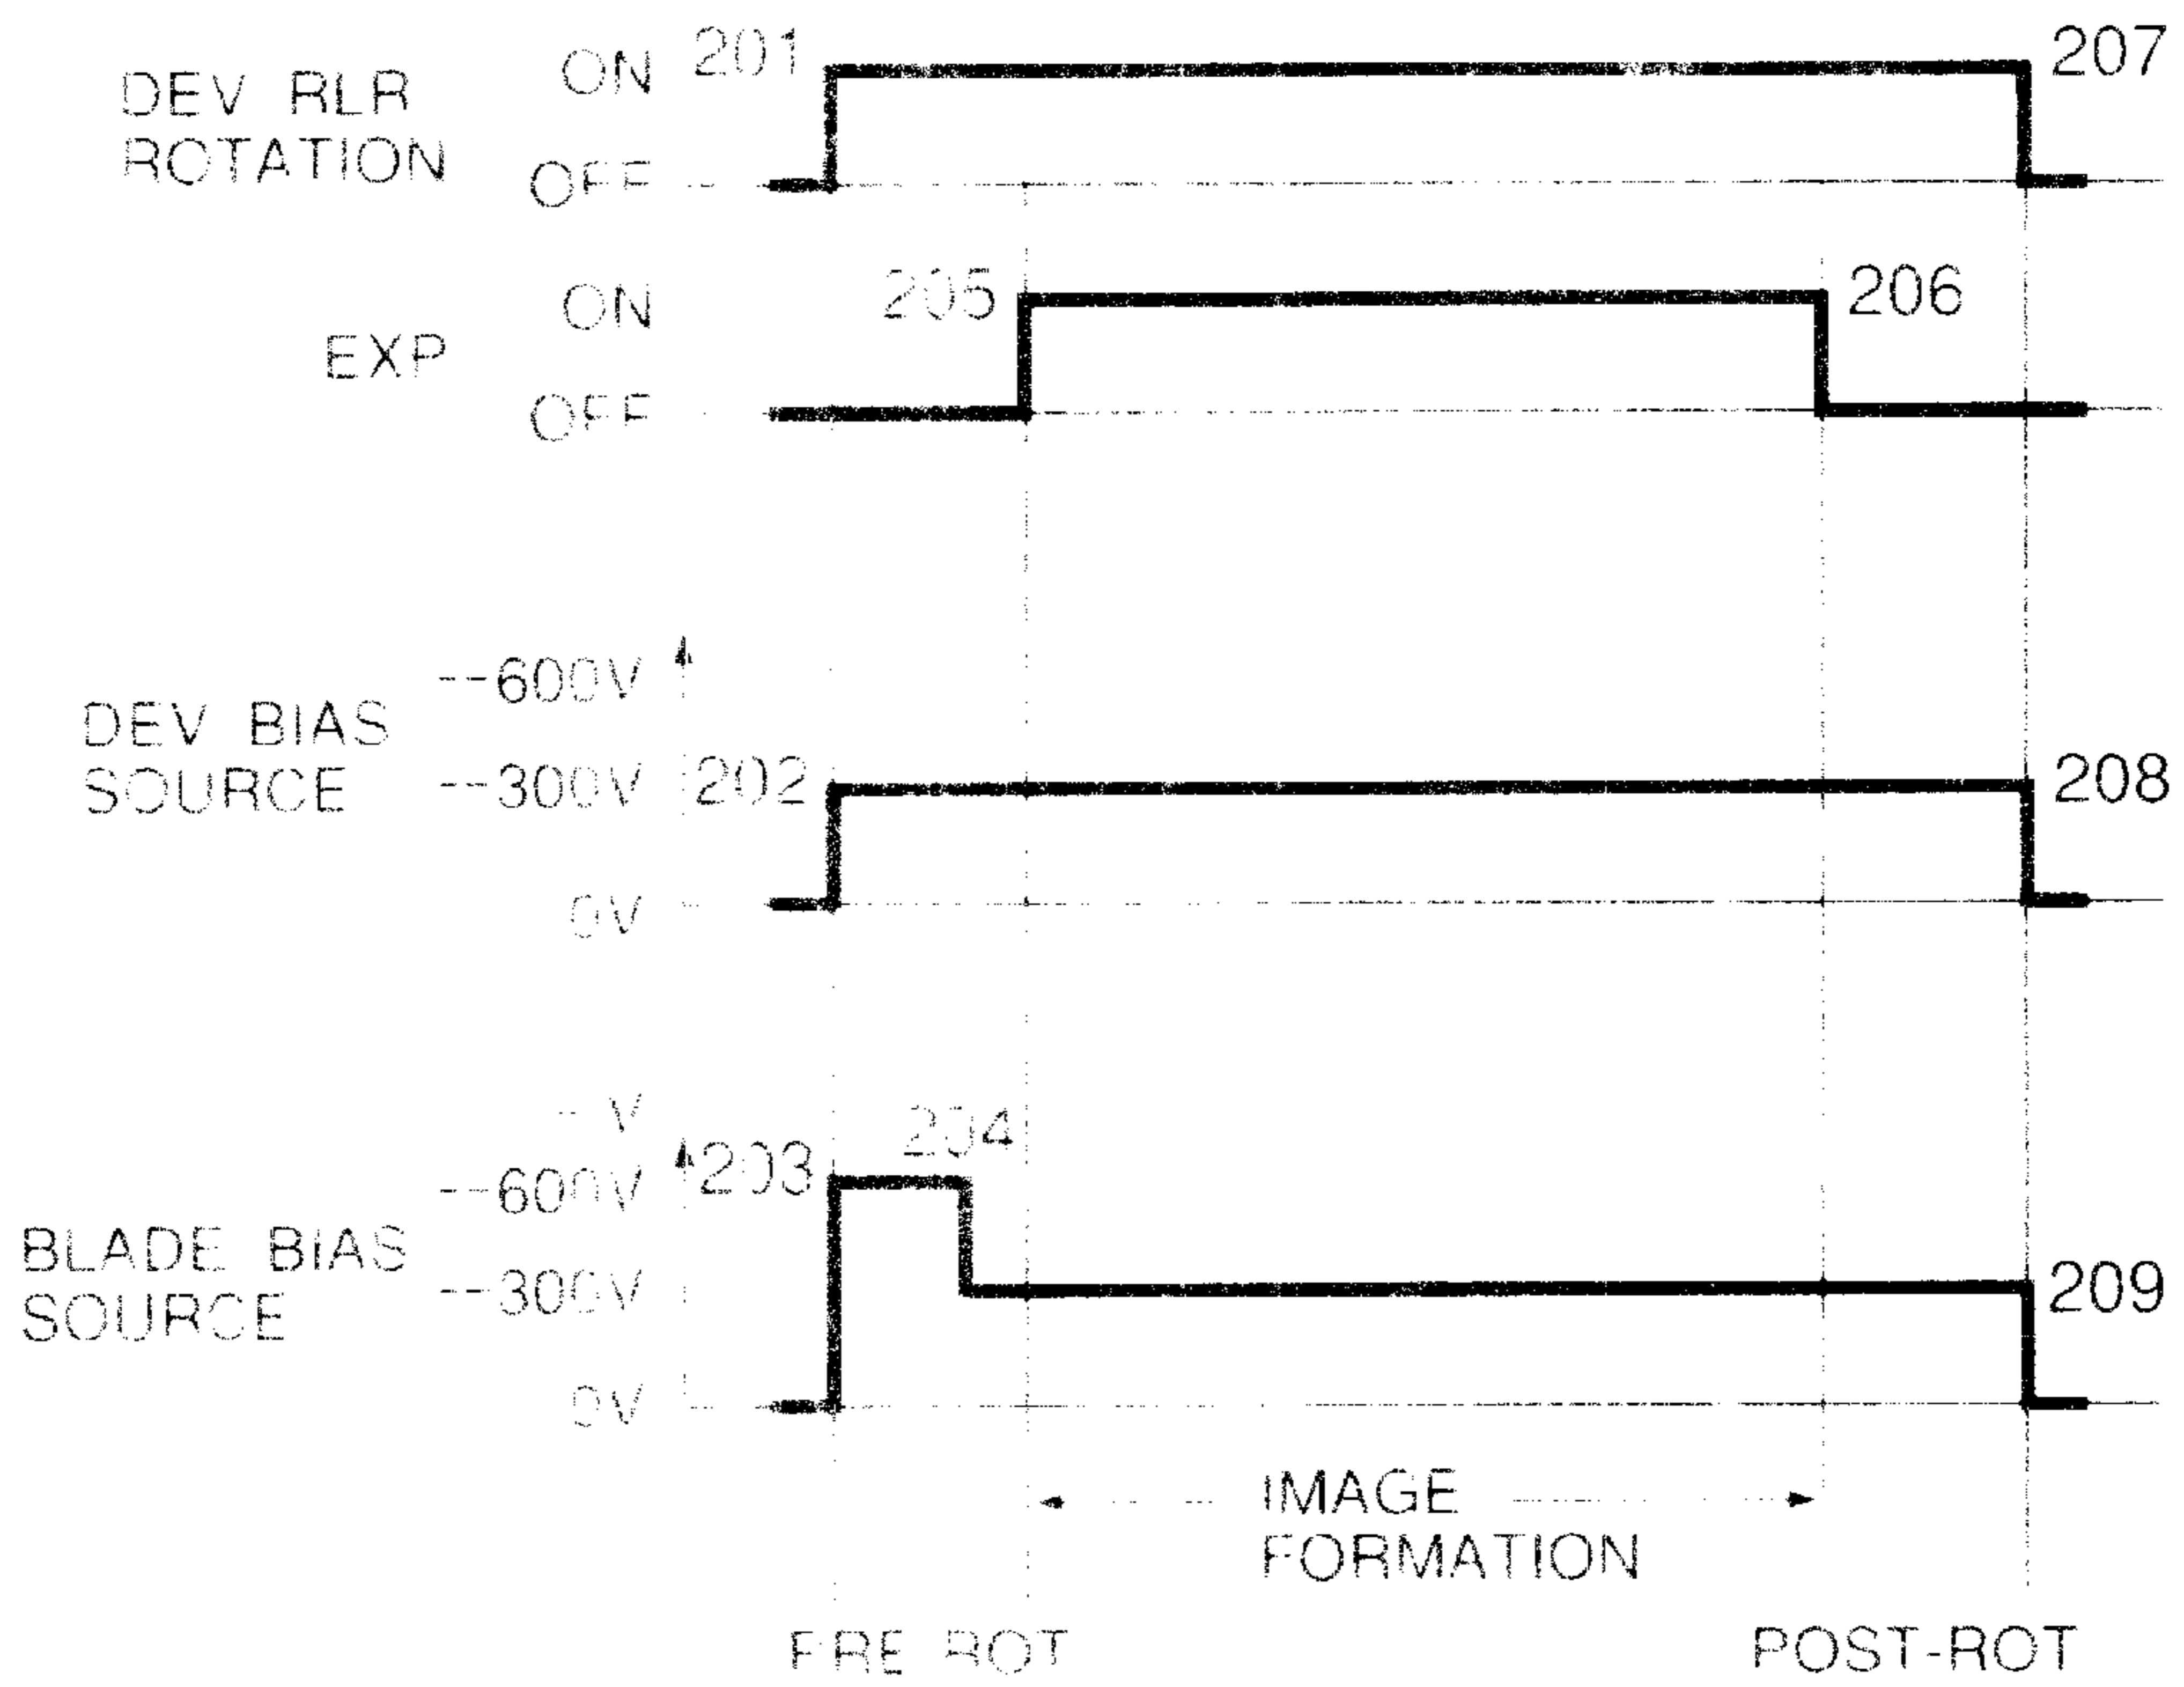 ON 201 207
DEV RLR
ROTATION
OFF
ON 205 206
EXP
OFF
--600V
DEV BIAS
SOURCE --300V 202 208
0V
-V
204
--600V 203
BLADE BIAS
SOURCE --300V 209
0V
IMAGE
FORMATION
PRE ROT POST-ROT